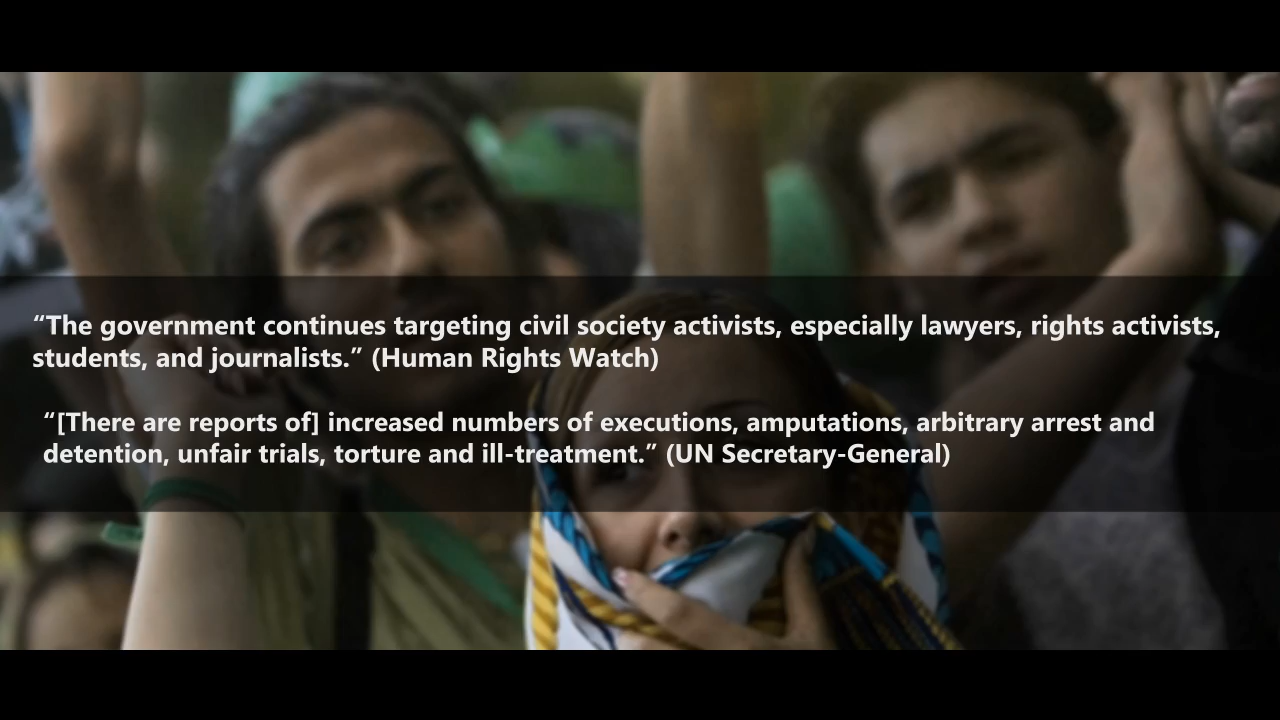 “The government continues targeting civil society activists, especially lawyers, rights activists,
students, and journalists.” (Human Rights Watch)
“[There are reports of] increased numbers of executions, amputations, arbitrary arrest and
detention, unfair trials, torture and ill-treatment.” (UN Secretary-General)